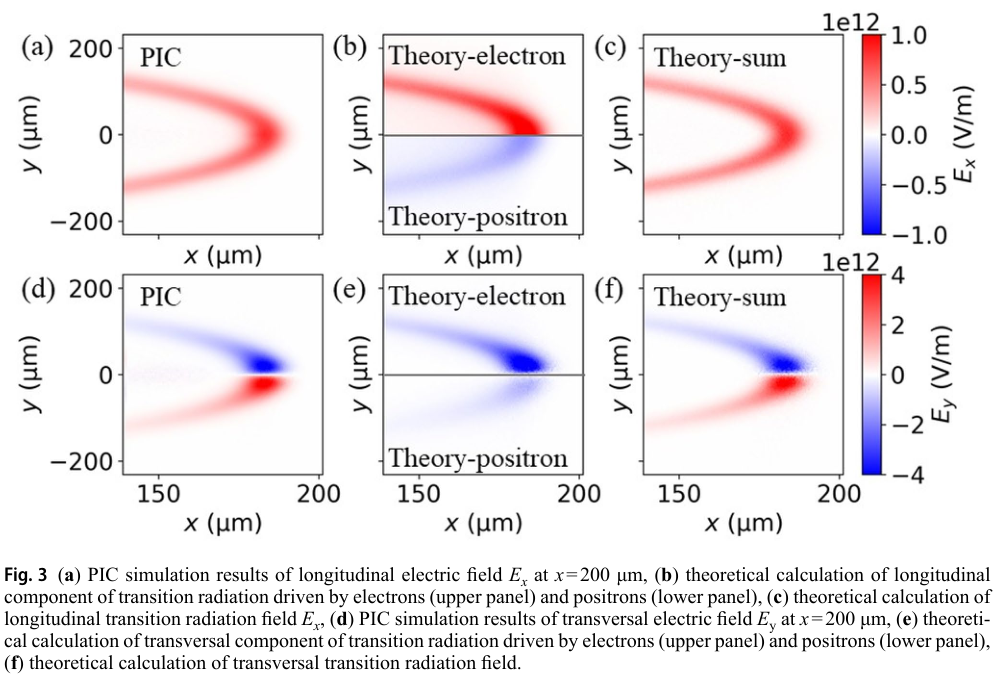 (a) 200 PIC (b) Theory-electron (c) Theory-sum 1e12 1.0
0.5
y (μm) 0 y (μm) y (μm) 0.0 Eₓ (V/m)
−0.5
−200 Theory-positron −1.0
x (μm) x (μm) x (μm) 1e12
(d) 200 PIC (e) Theory-electron (f) Theory-sum 4
2
y (μm) 0 y (μm) y (μm) 0 E_y (V/m)
−2
−200 Theory-positron −4
150 200 150 200 150 200
x (μm) x (μm) x (μm)
Fig. 3 (a) PIC simulation results of longitudinal electric field Eₓ at x=200 μm, (b) theoretical calculation of longitudinal
component of transition radiation driven by electrons (upper panel) and positrons (lower panel), (c) theoretical calculation of
longitudinal transition radiation field Eₓ, (d) PIC simulation results of transversal electric field E_y at x=200 μm, (e) theoreti-
cal calculation of transversal component of transition radiation driven by electrons (upper panel) and positrons (lower panel),
(f) theoretical calculation of transversal transition radiation field.